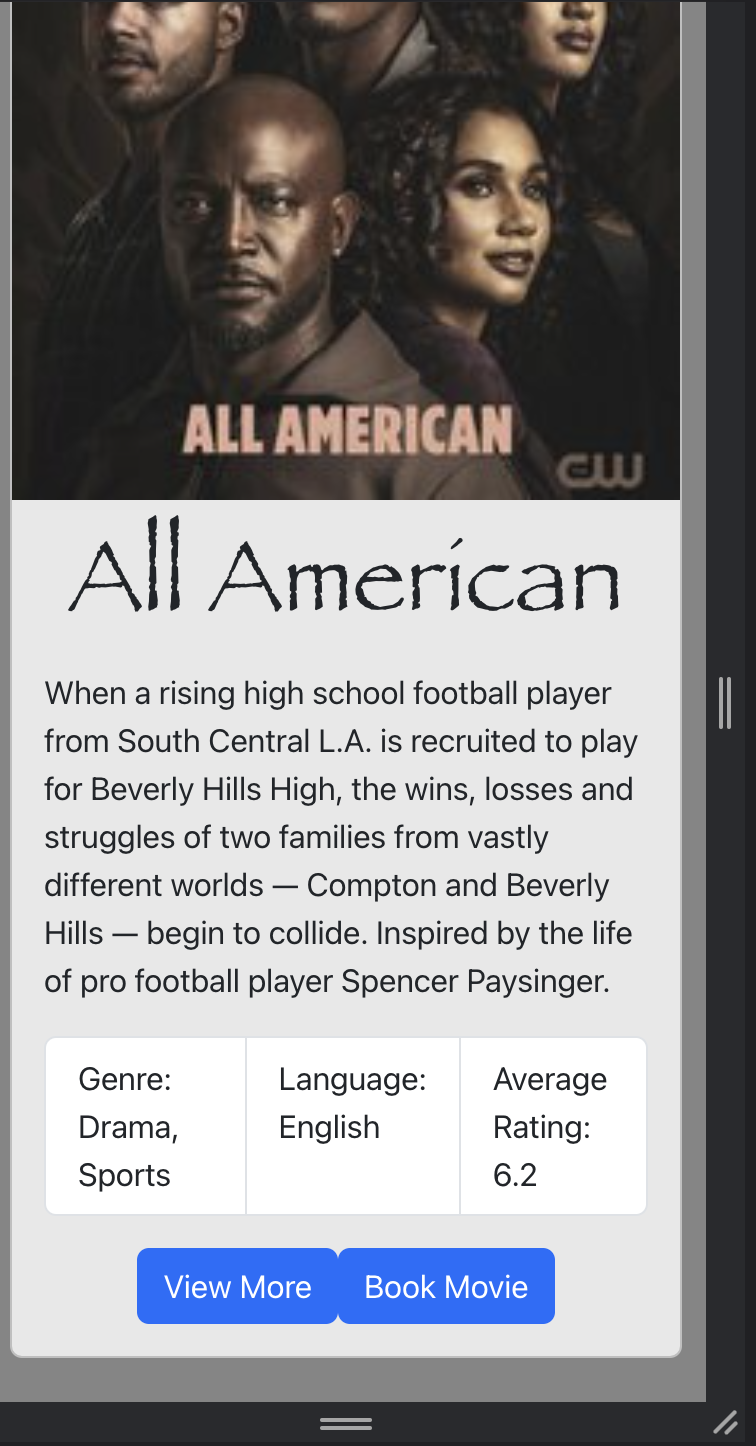 ALL AMERICAN
CW
All American
When a rising high school football player
from South Central L.A. is recruited to play
for Beverly Hills High, the wins, losses and
struggles of two families from vastly
different worlds — Compton and Beverly
Hills — begin to collide. Inspired by the life
of pro football player Spencer Paysinger.
Genre:
Drama,
Sports
Language:
English
Average
Rating:
6.2
View More
Book Movie